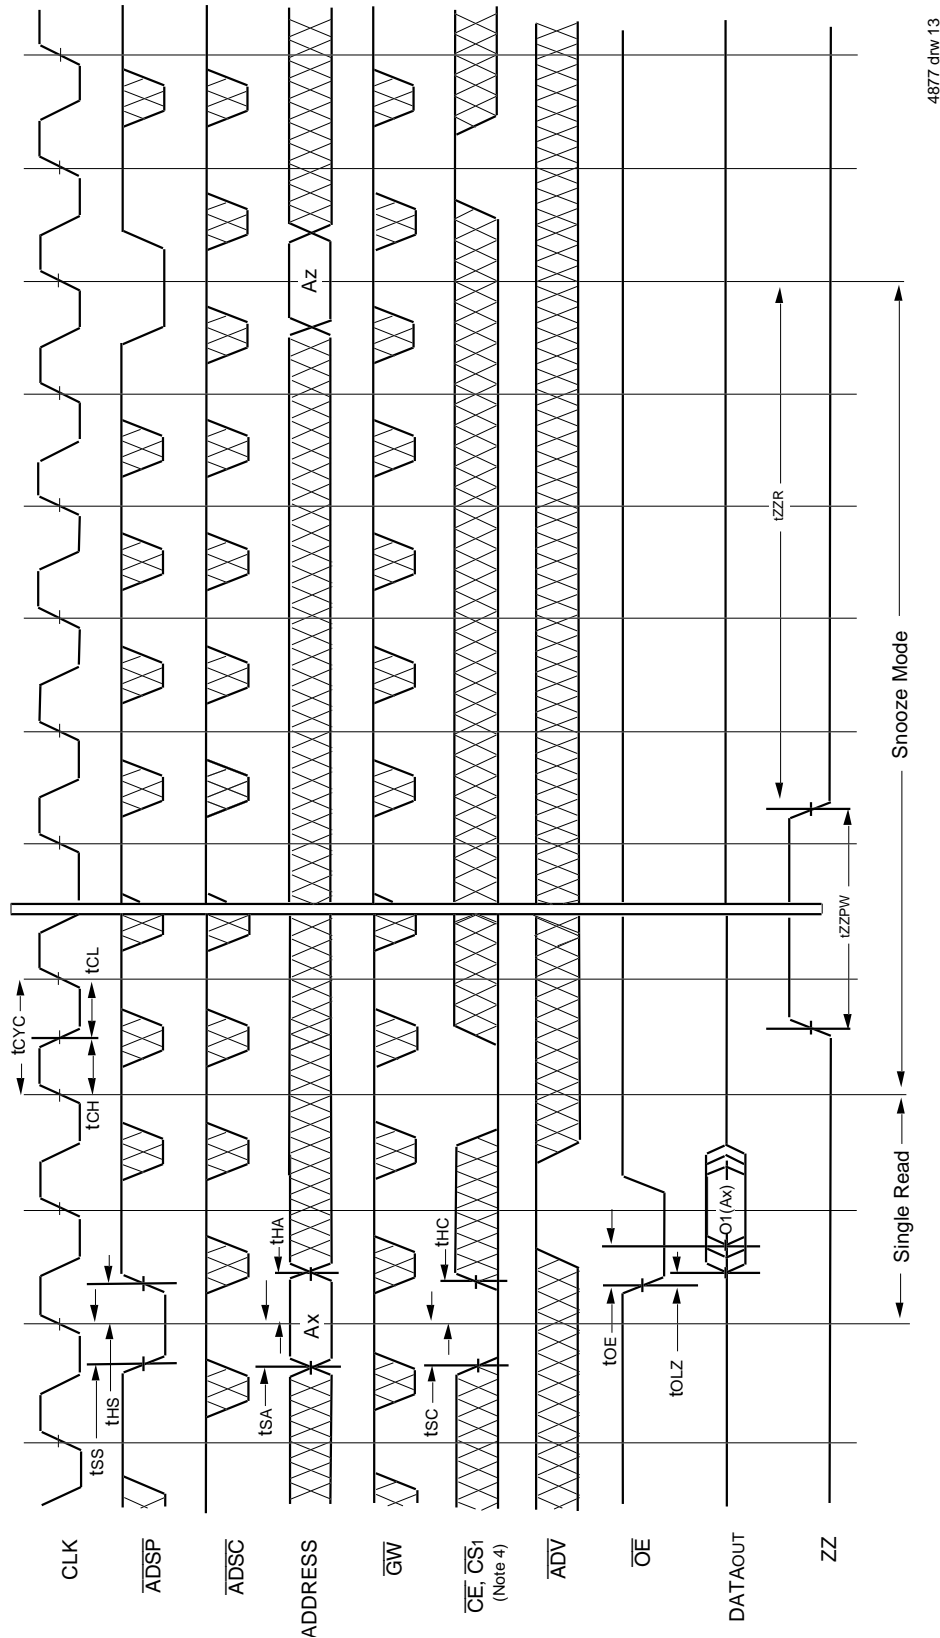 tCYC
tCH
tCL
CLK
tSS
tHS
ADSP
ADSC
tSA
tHA
ADDRESS
Ax
Az
GW
tSC
tHC
CE, CS1
(Note 4)
ADV
OE
tOE
tOLZ
DATAOUT
O1(Ax)
tZZR
ZZ
tZZPW
Single Read
Snooze Mode
4877 drw 13